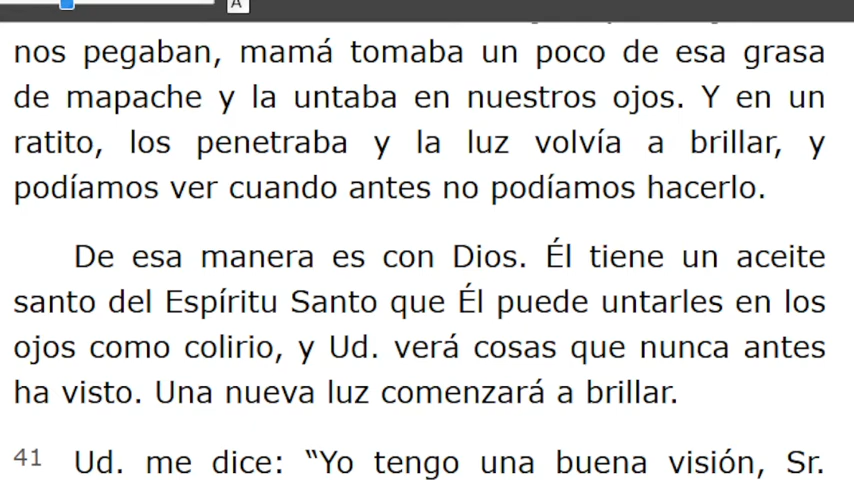 A
nos pegaban, mamá tomaba un poco de esa grasa
de mapache y la untaba en nuestros ojos. Y en un
ratito, los penetraba y la luz volvía a brillar, y
podíamos ver cuando antes no podíamos hacerlo.
De esa manera es con Dios. Él tiene un aceite
santo del Espíritu Santo que Él puede untarles en los
ojos como colirio, y Ud. verá cosas que nunca antes
ha visto. Una nueva luz comenzará a brillar.
41 Ud. me dice: “Yo tengo una buena visión, Sr.